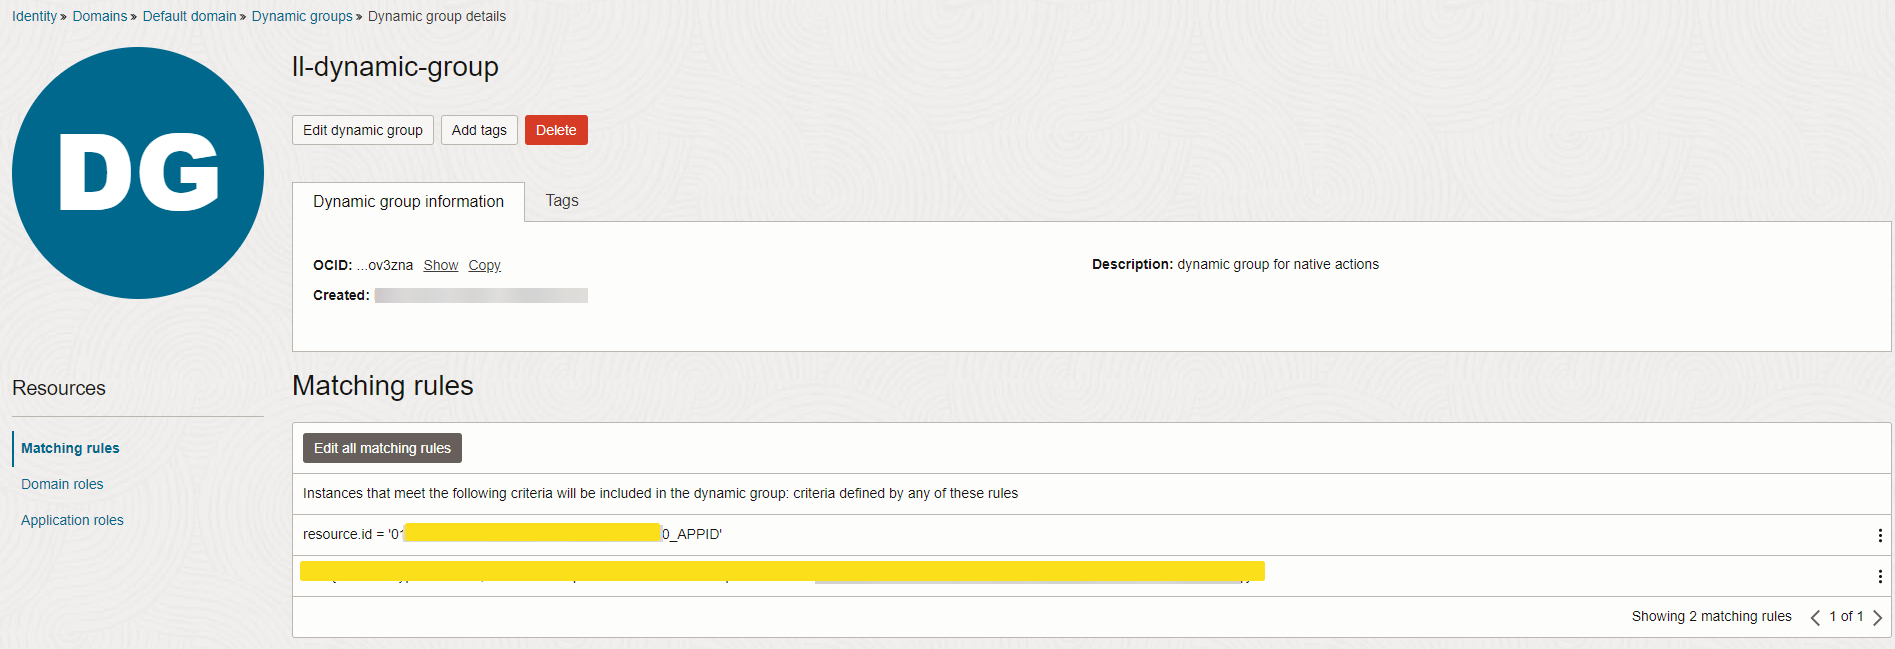 Identity » Domains » Default domain » Dynamic groups » Dynamic group details
DG
ll-dynamic-group
Edit dynamic group Add tags Delete
Dynamic group information Tags
OCID: ...ov3zna Show Copy
Description: dynamic group for native actions
Created:
Resources
Matching rules
Domain roles
Application roles
Matching rules
Edit all matching rules
Instances that meet the following criteria will be included in the dynamic group: criteria defined by any of these rules
resource.id = '01 0_APPID'
Showing 2 matching rules 1 of 1